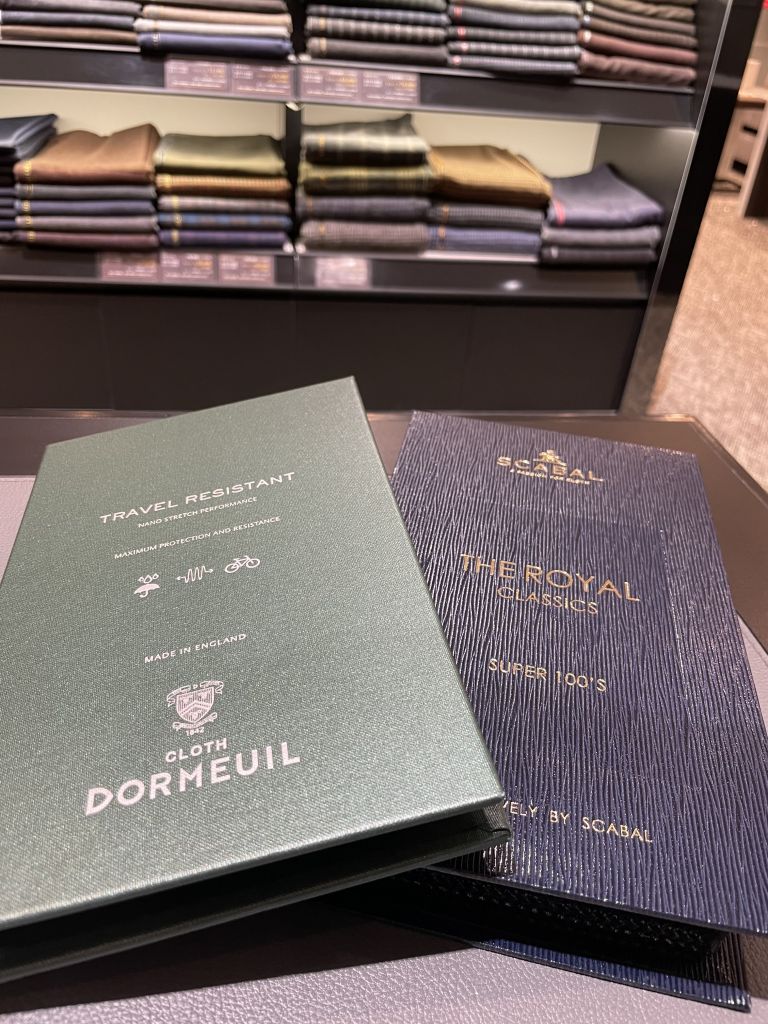 TRAVEL RESISTANT
NANO STRETCH PERFORMANCE
MAXIMUM PROTECTION AND RESISTANCE
MADE IN ENGLAND
1842
CLOTH
DORMEUIL
SCABAL
THE ROYAL
CLASSICS
SUPER 100'S
VELY BY SCABAL